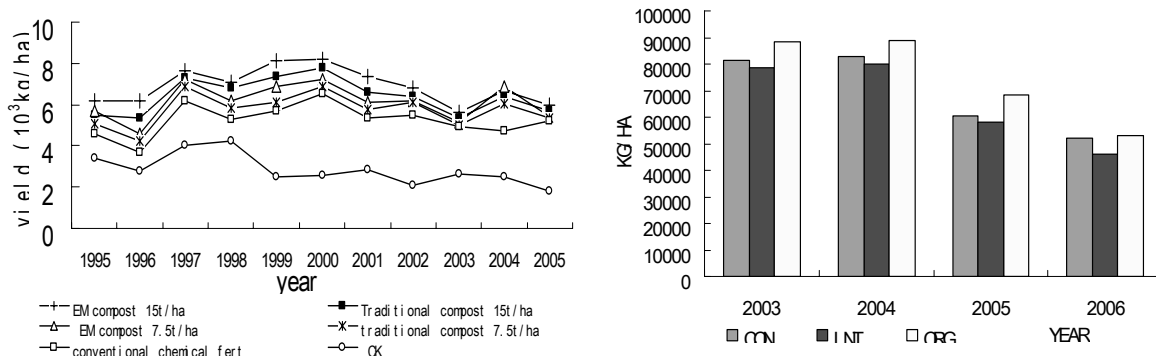 yield (10³kg/ha)
10
8
6
4
2
0
1995 1996 1997 1998 1999 2000 2001 2002 2003 2004 2005
year
EM compost 15t/ha
Traditional compost 15t/ha
EM compost 7.5t/ha
traditional compost 7.5t/ha
conventional chemical fert
CK
KG/HA
100000
90000
80000
70000
60000
50000
40000
30000
20000
10000
0
2003 2004 2005 2006
CON INT ORG YEAR